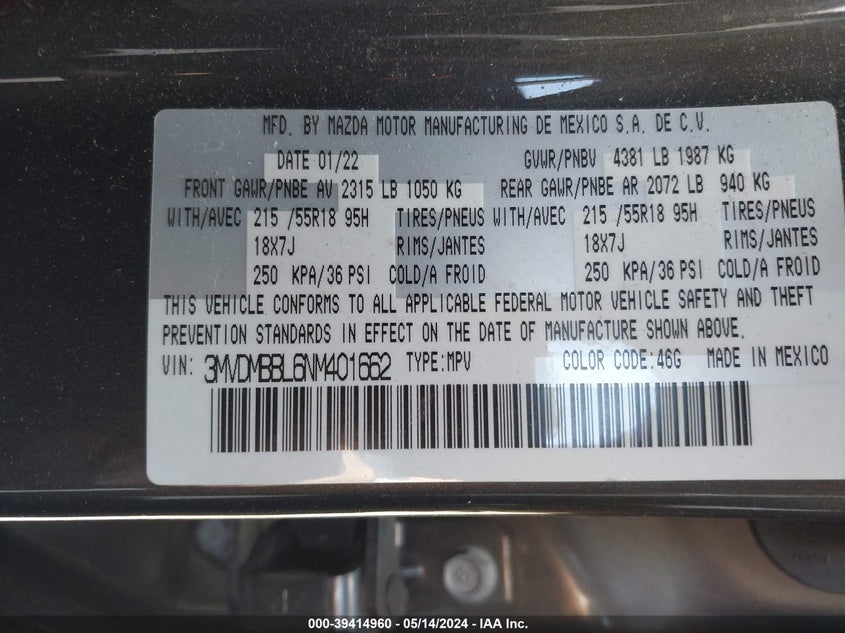 MFD. BY MAZDA MOTOR MANUFACTURING DE MEXICO S.A. DE C.V.
DATE 01/22 GVWR/PNBV 4381 LB 1987 KG
FRONT GAWR/PNBE AV 2315 LB 1050 KG REAR GAWR/PNBE AR 2072 LB 940 KG
WITH/AVEC 215 /55R18 95H TIRES/PNEUS WITH/AVEC 215 /55R18 95H TIRES/PNEUS
18X7J RIMS/JANTES 18X7J RIMS/JANTES
250 KPA/36 PSI COLD/A FROID 250 KPA/36 PSI COLD/A FROID
THIS VEHICLE CONFORMS TO ALL APPLICABLE FEDERAL MOTOR VEHICLE SAFETY AND THEFT
PREVENTION STANDARDS IN EFFECT ON THE DATE OF MANUFACTURE SHOWN ABOVE.
VIN: 3MVDMBBL6NM401662 TYPE:MPV COLOR CODE:46G MADE IN MEXICO
000-39414960 - 05/14/2024 - IAA Inc.